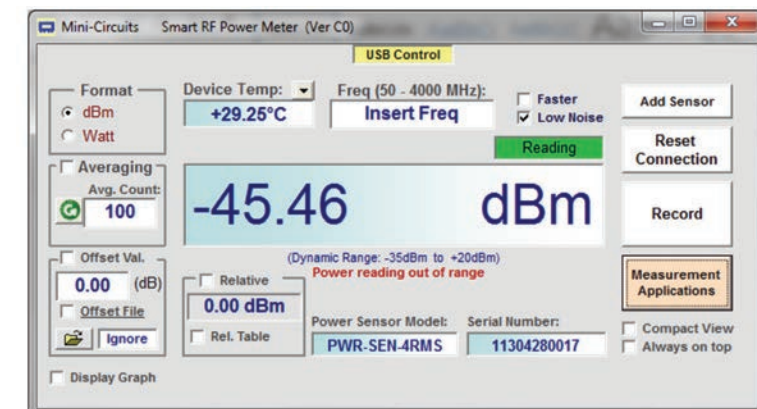 Mini-Circuits Smart RF Power Meter (Ver C0)
USB Control
Format
dBm
Watt
Device Temp:
+29.25°C
Freq (50 - 4000 MHz):
Insert Freq
Faster
Low Noise
Reading
Add Sensor
Reset
Connection
Record
Averaging
Avg. Count:
100
-45.46 dBm
(Dynamic Range: -35dBm to +20dBm)
Power reading out of range
Offset Val.
0.00 (dB)
Offset File
Ignore
Relative
0.00 dBm
Rel. Table
Power Sensor Model:
PWR-SEN-4RMS
Serial Number:
11304280017
Measurement
Applications
Compact View
Always on top
Display Graph